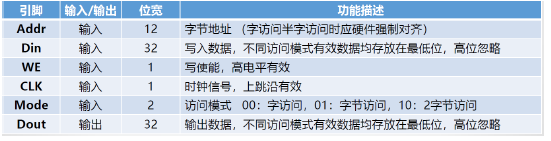 引脚 输入/输出 位宽 功能描述
Addr 输入 12 字节地址 （字访问半字访问时应硬件强制对齐）
Din 输入 32 写入数据，不同访问模式有效数据均存放在最低位，高位忽略
WE 输入 1 写使能，高电平有效
CLK 输入 1 时钟信号，上跳沿有效
Mode 输入 2 访问模式 00：字访问，01：字节访问，10：2字节访问
Dout 输出 32 输出数据，不同访问模式有效数据均存放在最低位，高位忽略